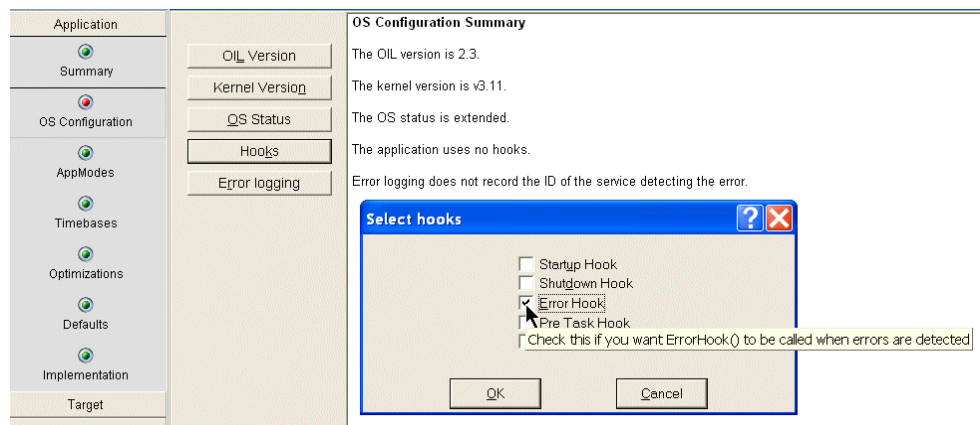 Application
Summary
OS Configuration
AppModes
Timebases
Optimizations
Defaults
Implementation
Target
OIL Version
Kernel Version
OS Status
Hooks
Error logging
OS Configuration Summary
The OIL version is 2.3.
The kernel version is v3.11.
The OS status is extended.
The application uses no hooks.
Error logging does not record the ID of the service detecting the error.
Select hooks
Startup Hook
Shutdown Hook
Error Hook
Pre Task Hook
Check this if you want ErrorHook() to be called when errors are detected
OK
Cancel